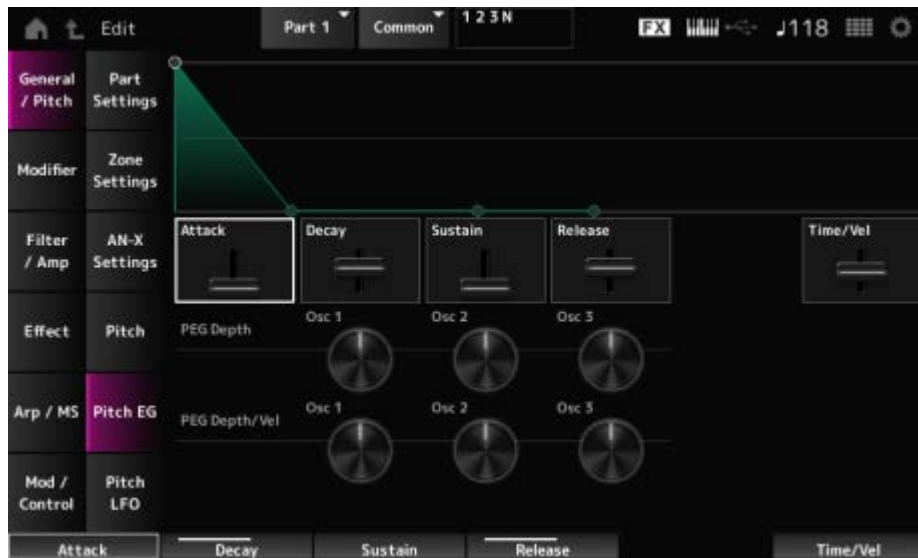 Edit
Part 1
Common
1 2 3 N
FX
♩118
General
/ Pitch
Part
Settings
Modifier
Zone
Settings
Filter
/ Amp
AN-X
Settings
Effect
Pitch
Arp / MS
Pitch EG
Mod /
Control
Pitch
LFO
Attack
Decay
Sustain
Release
Time/Vel
PEG Depth
Osc 1
Osc 2
Osc 3
PEG Depth/Vel
Osc 1
Osc 2
Osc 3
Attack
Decay
Sustain
Release
Time/Vel